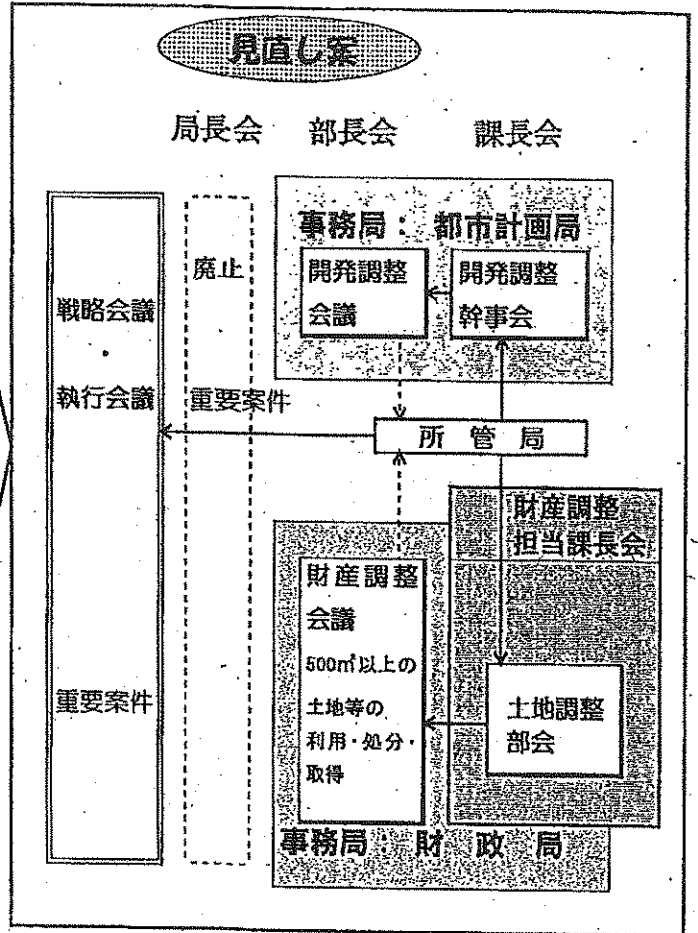 見直し案
局長会　部長会　課長会
事務局：　都市計画局
開発調整
会議
開発調整
幹事会
廃止
戦略会議
・
執行会議
重要案件
所　管　局
財産調整
担当課長会
財産調整
会議
500㎡以上の
土地等の
利用・処分・
取得
土地調整
部会
重要案件
事務局：財　政　局